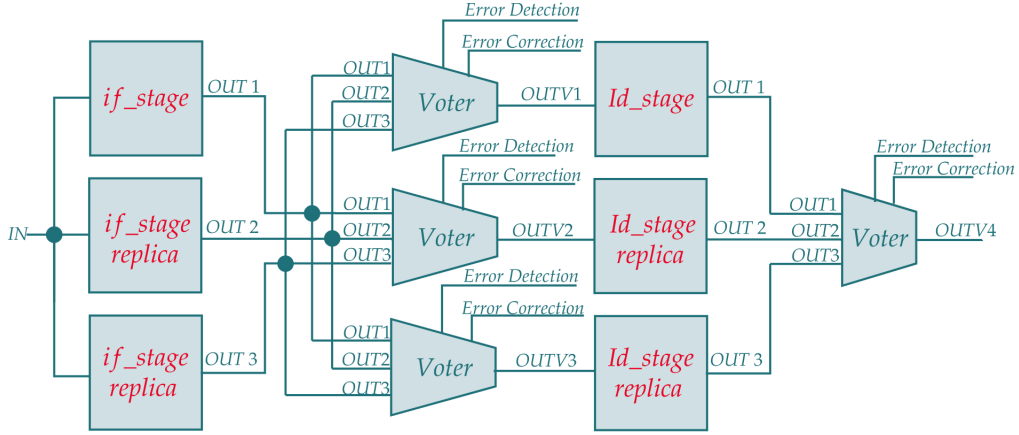 IN
if_stage
OUT 1
if_stage
replica
OUT 2
if_stage
replica
OUT 3
Error Detection
Error Correction
OUT1
OUT2
OUT3
Voter
OUTV1
Error Detection
Error Correction
OUT1
OUT2
OUT3
Voter
OUTV2
Error Detection
Error Correction
OUT1
OUT2
OUT3
Voter
OUTV3
Id_stage
OUT 1
Id_stage
replica
OUT 2
Id_stage
replica
OUT 3
Error Detection
Error Correction
OUT1
OUT2
OUT3
Voter
OUTV4